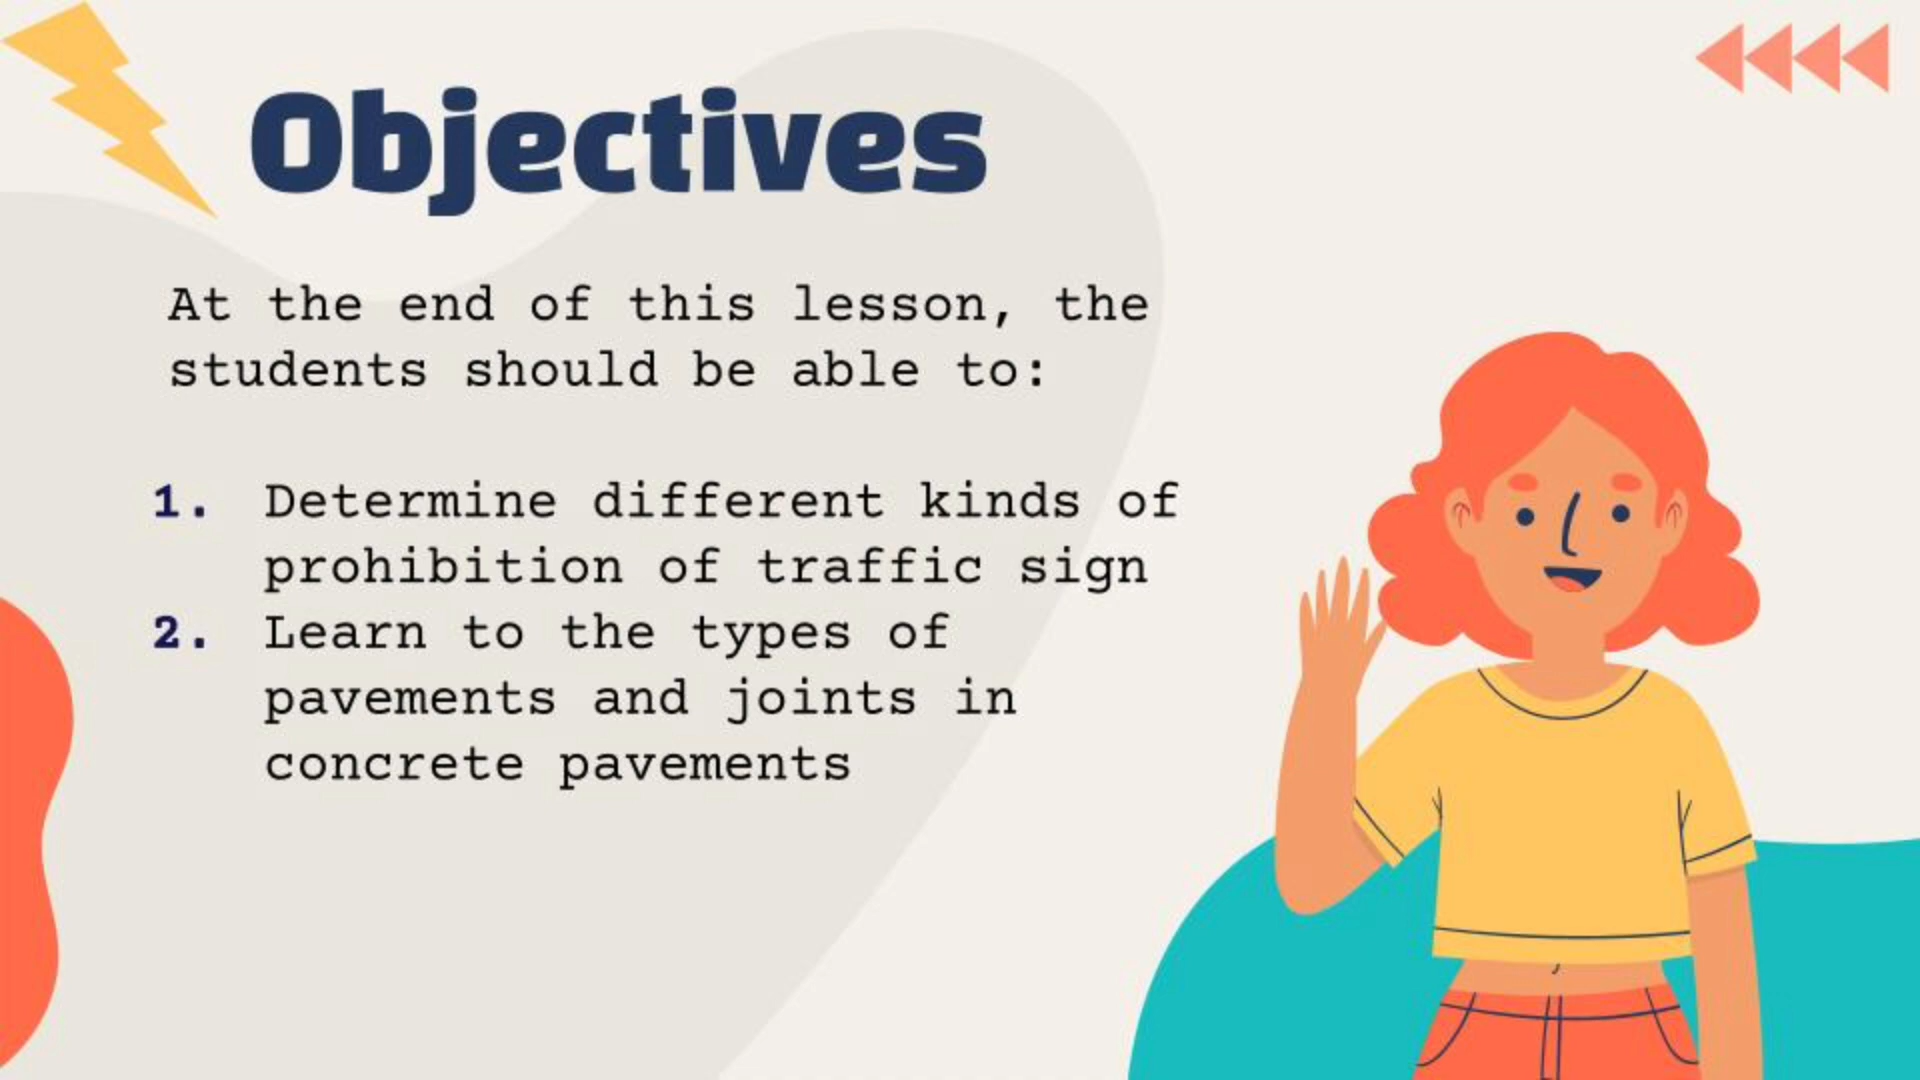 Objectives
At the end of this lesson, the
students should be able to:
1. Determine different kinds of
prohibition of traffic sign
2. Learn to the types of
pavements and joints in
concrete pavements